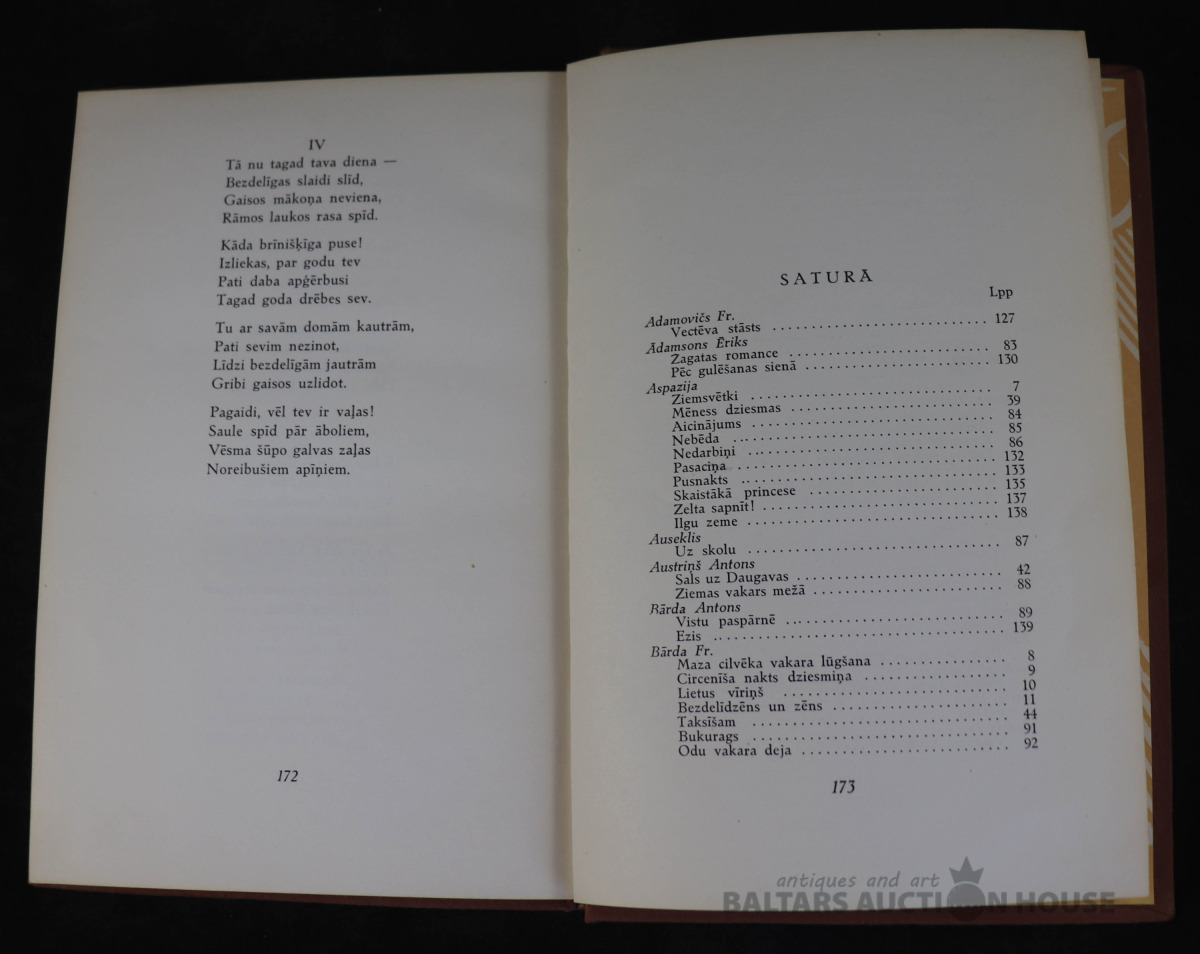 IV
Tā nu tagad tava diena —
Bezdelīgas slaidi slīd,
Gaisos mākoņa neviena,
Rāmos laukos rasa spīd.
Kāda brīnišķīga puse!
Izliekas, par godu tev
Pati daba apģērbusi
Tagad goda drēbes sev.
Tu ar savām domām kautrām,
Pati sevim nezinot,
Līdzi bezdelīgām jautrām
Gribi gaisos uzlidot.
Pagaidi, vēl tev ir vaļas!
Saule spīd pār āboliem,
Vēsma šūpo galvas zaļas
Noreibušiem apīņiem.
172
SATURĀ
Lpp
Adamovičs Fr.
Vectēva stāsts . . . . . . . . . . . . . . . . . . . . . . . . . . 127
Ādamsons Ēriks
Zagatas romance . . . . . . . . . . . . . . . . . . . . . . . . 83
Pēc gulēšanas sienā . . . . . . . . . . . . . . . . . . . . . . 130
Aspazija
Ziemsvētki . . . . . . . . . . . . . . . . . . . . . . . . . . . . 7
Mēness dziesmas . . . . . . . . . . . . . . . . . . . . . . . . 39
Aicinājums . . . . . . . . . . . . . . . . . . . . . . . . . . . . 84
Nebēda . . . . . . . . . . . . . . . . . . . . . . . . . . . . . . 85
Nedarbiņi . . . . . . . . . . . . . . . . . . . . . . . . . . . . 86
Pasaciņa . . . . . . . . . . . . . . . . . . . . . . . . . . . . . 132
Pusnakts . . . . . . . . . . . . . . . . . . . . . . . . . . . . . 133
Skaistākā princese . . . . . . . . . . . . . . . . . . . . . . 135
Zelta sapnīt! . . . . . . . . . . . . . . . . . . . . . . . . . . 137
Ilgu zeme . . . . . . . . . . . . . . . . . . . . . . . . . . . . 138
Auseklis
Uz skolu . . . . . . . . . . . . . . . . . . . . . . . . . . . . . 87
Austriņš Antons
Sals uz Daugavas . . . . . . . . . . . . . . . . . . . . . . . 42
Ziemas vakars mežā . . . . . . . . . . . . . . . . . . . . . 88
Bārda Antons
Vistu paspārnē . . . . . . . . . . . . . . . . . . . . . . . . . 89
Ezis . . . . . . . . . . . . . . . . . . . . . . . . . . . . . . . . 139
Bārda Fr.
Maza cilvēka vakara lūgšana . . . . . . . . . . . . . . . 8
Circenīša nakts dziesmiņa . . . . . . . . . . . . . . . . . 9
Lietus vīriņš . . . . . . . . . . . . . . . . . . . . . . . . . . 10
Bezdelīdzēns un zēns . . . . . . . . . . . . . . . . . . . . 11
Taksīšam . . . . . . . . . . . . . . . . . . . . . . . . . . . . 44
Bukurags . . . . . . . . . . . . . . . . . . . . . . . . . . . . 91
Odu vakara deja . . . . . . . . . . . . . . . . . . . . . . . 92
173
antiques and art
BALTARS AUCTION HOUSE